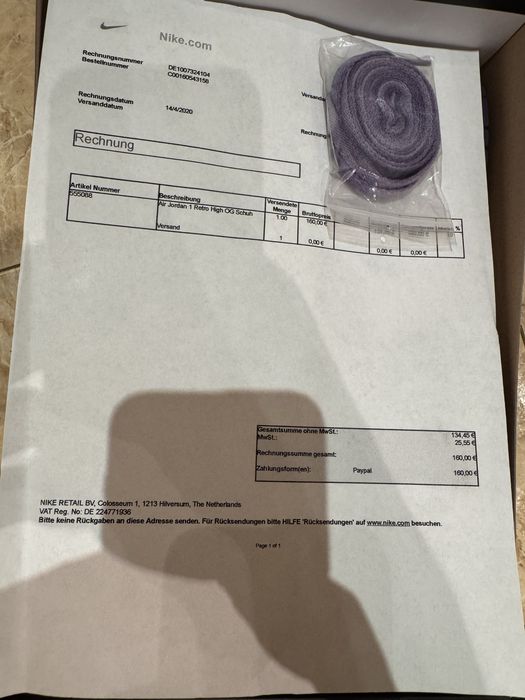 Nike.com
Rechnungsnummer DE1007324104
Bestellnummer C00160543158
Versand
Rechnungsdatum
Versanddatum 14/4/2020
Rechnung
Rechnung
Artikel Nummer Beschreibung Versendete Menge Bruttopreis %
555088 Air Jordan 1 Retro High OG Schuh 1.00 160,00 €
Versand 1 0,00 € 0,00 € 0,00 €
Gesamtsumme ohne MwSt.: 134,45 €
MwSt.: 25,55 €
Rechnungssumme gesamt: 160,00 €
Zahlungsform(en): Paypal 160,00 €
NIKE RETAIL BV, Colosseum 1, 1213 Hilversum, The Netherlands
VAT Reg. No: DE 224771936
Bitte keine Rückgaben an diese Adresse senden. Für Rücksendungen bitte HILFE 'Rücksendungen' auf www.nike.com besuchen.
Page 1 of 1